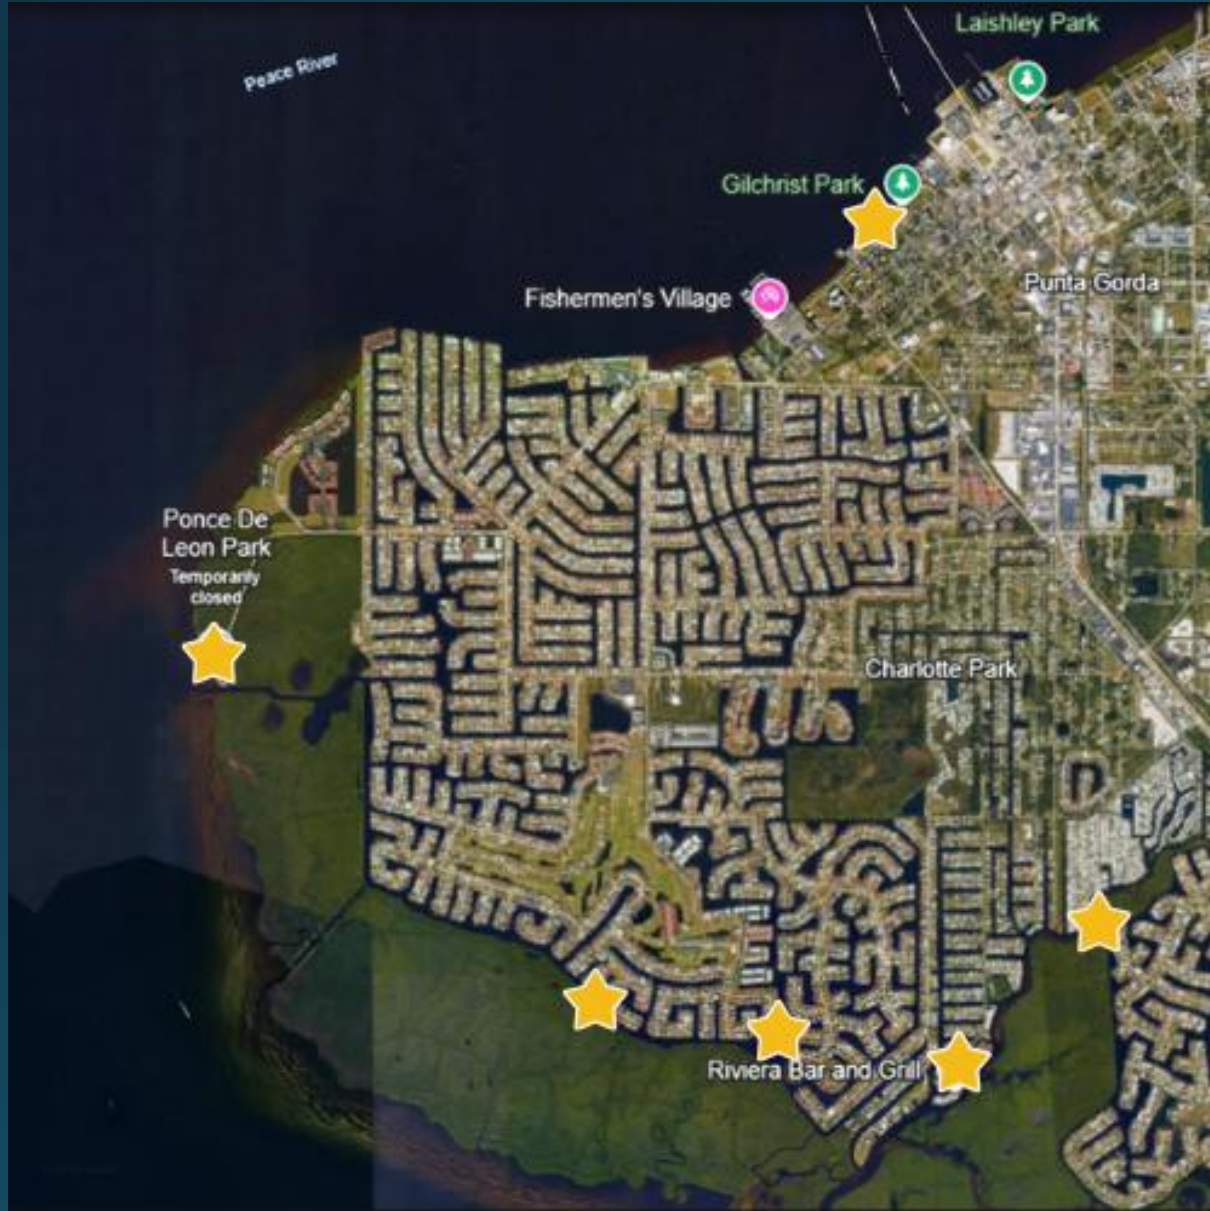 Laishley Park
Peace River
Gilchrist Park
Punta Gorda
Fishermen's Village
Ponce De
Leon Park
Temporarily
closed
Charlotte Park
Riviera Bar and Grill